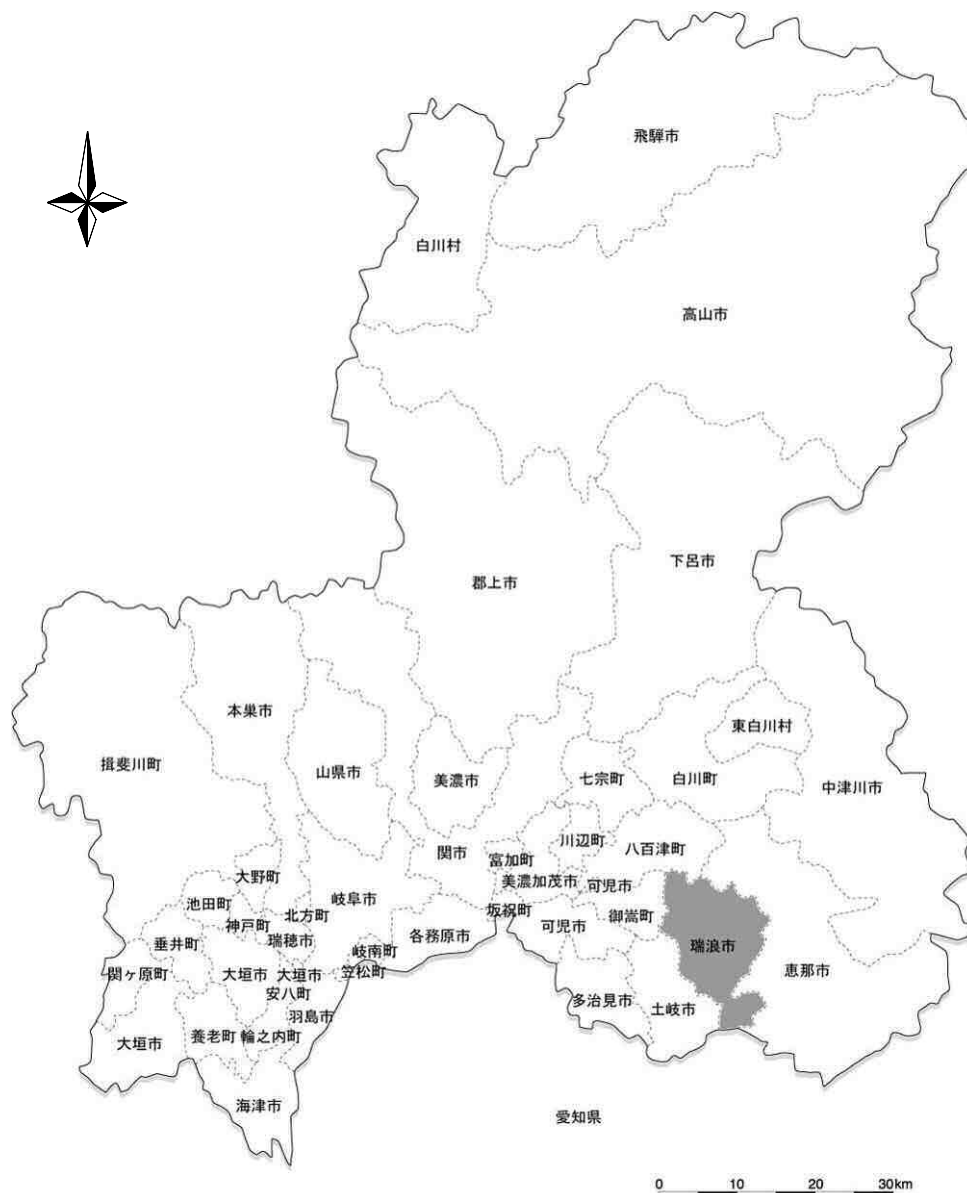 飛騨市
白川村
高山市
下呂市
郡上市
本巣市
東白川村
揖斐川町
山県市
美濃市
七宗町
白川町
中津川市
川辺町
八百津町
関市
富加町
大野町
美濃加茂市
可児市
池田町
岐阜市
北方町
坂祝町
御嵩町
神戸町
可児市
各務原市
瑞穂市
垂井町
岐南町
瑞浪市
関ヶ原町
大垣市
大垣市
笠松町
恵那市
安八町
多治見市
土岐市
羽島市
養老町
輪之内町
大垣市
海津市
愛知県
0 10 20 30km